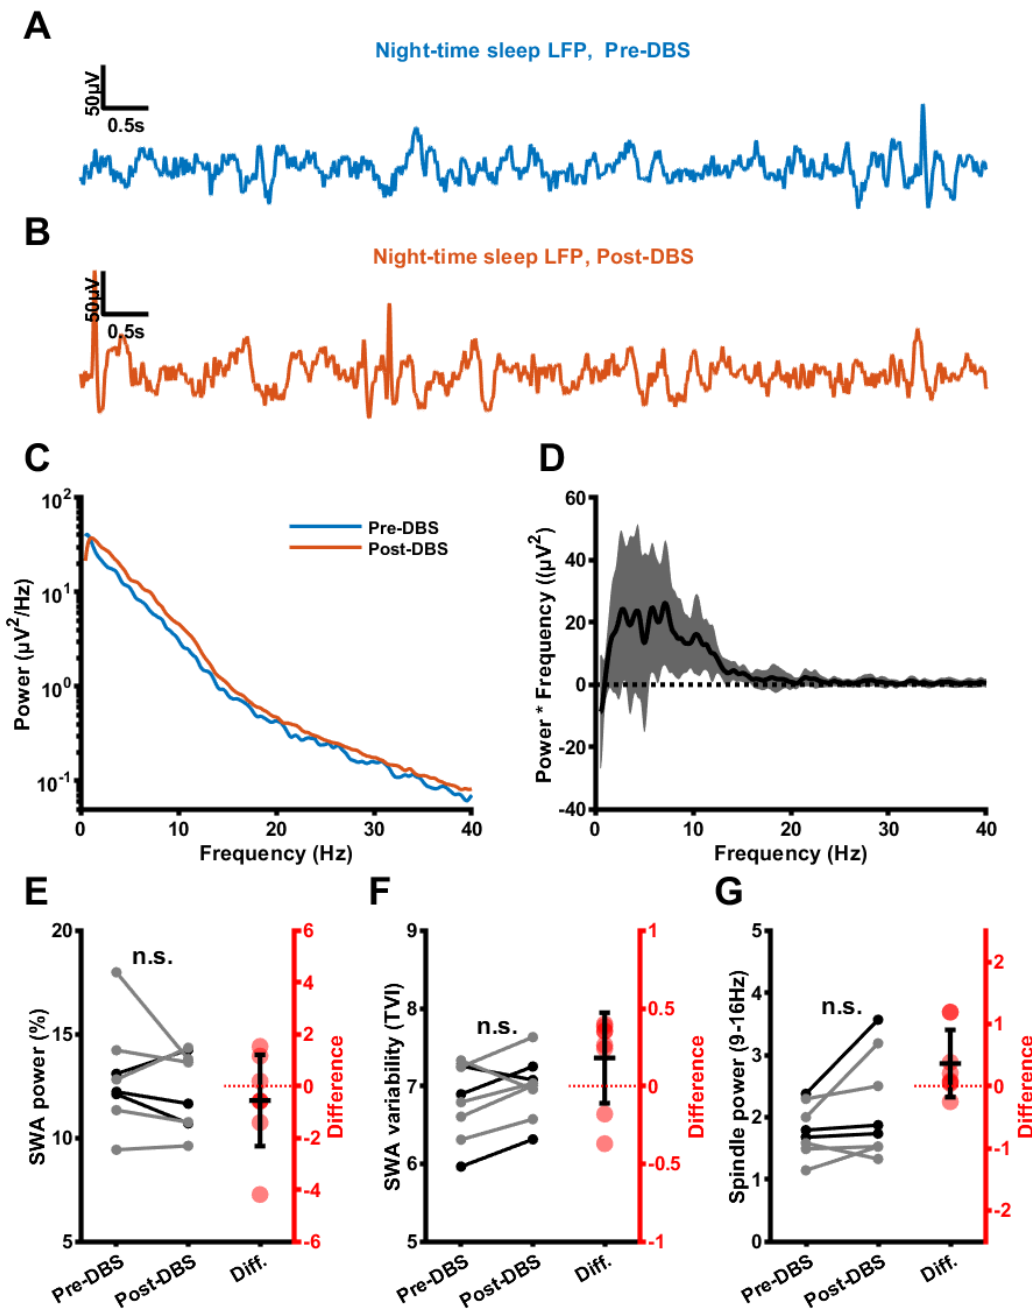 A
Night-time sleep LFP, Pre-DBS
50µV
0.5s
B
Night-time sleep LFP, Post-DBS
50µV
0.5s
C
10²
10¹
10⁰
10⁻¹
Power (µV²/Hz)
Pre-DBS
Post-DBS
0 10 20 30 40
Frequency (Hz)
D
60
40
20
0
-20
-40
Power * Frequency ((µV²)
0 10 20 30 40
Frequency (Hz)
E
20
15
10
5
SWA power (%)
n.s.
6
4
2
0
-2
-4
-6
Difference
Pre-DBS Post-DBS Diff.
F
9
8
7
6
5
SWA variability (TVI)
n.s.
1
0.5
0
-0.5
-1
Difference
Pre-DBS Post-DBS Diff.
G
5
4
3
2
1
0
Spindle power (9-16Hz)
n.s.
2
1
0
-1
-2
Difference
Pre-DBS Post-DBS Diff.